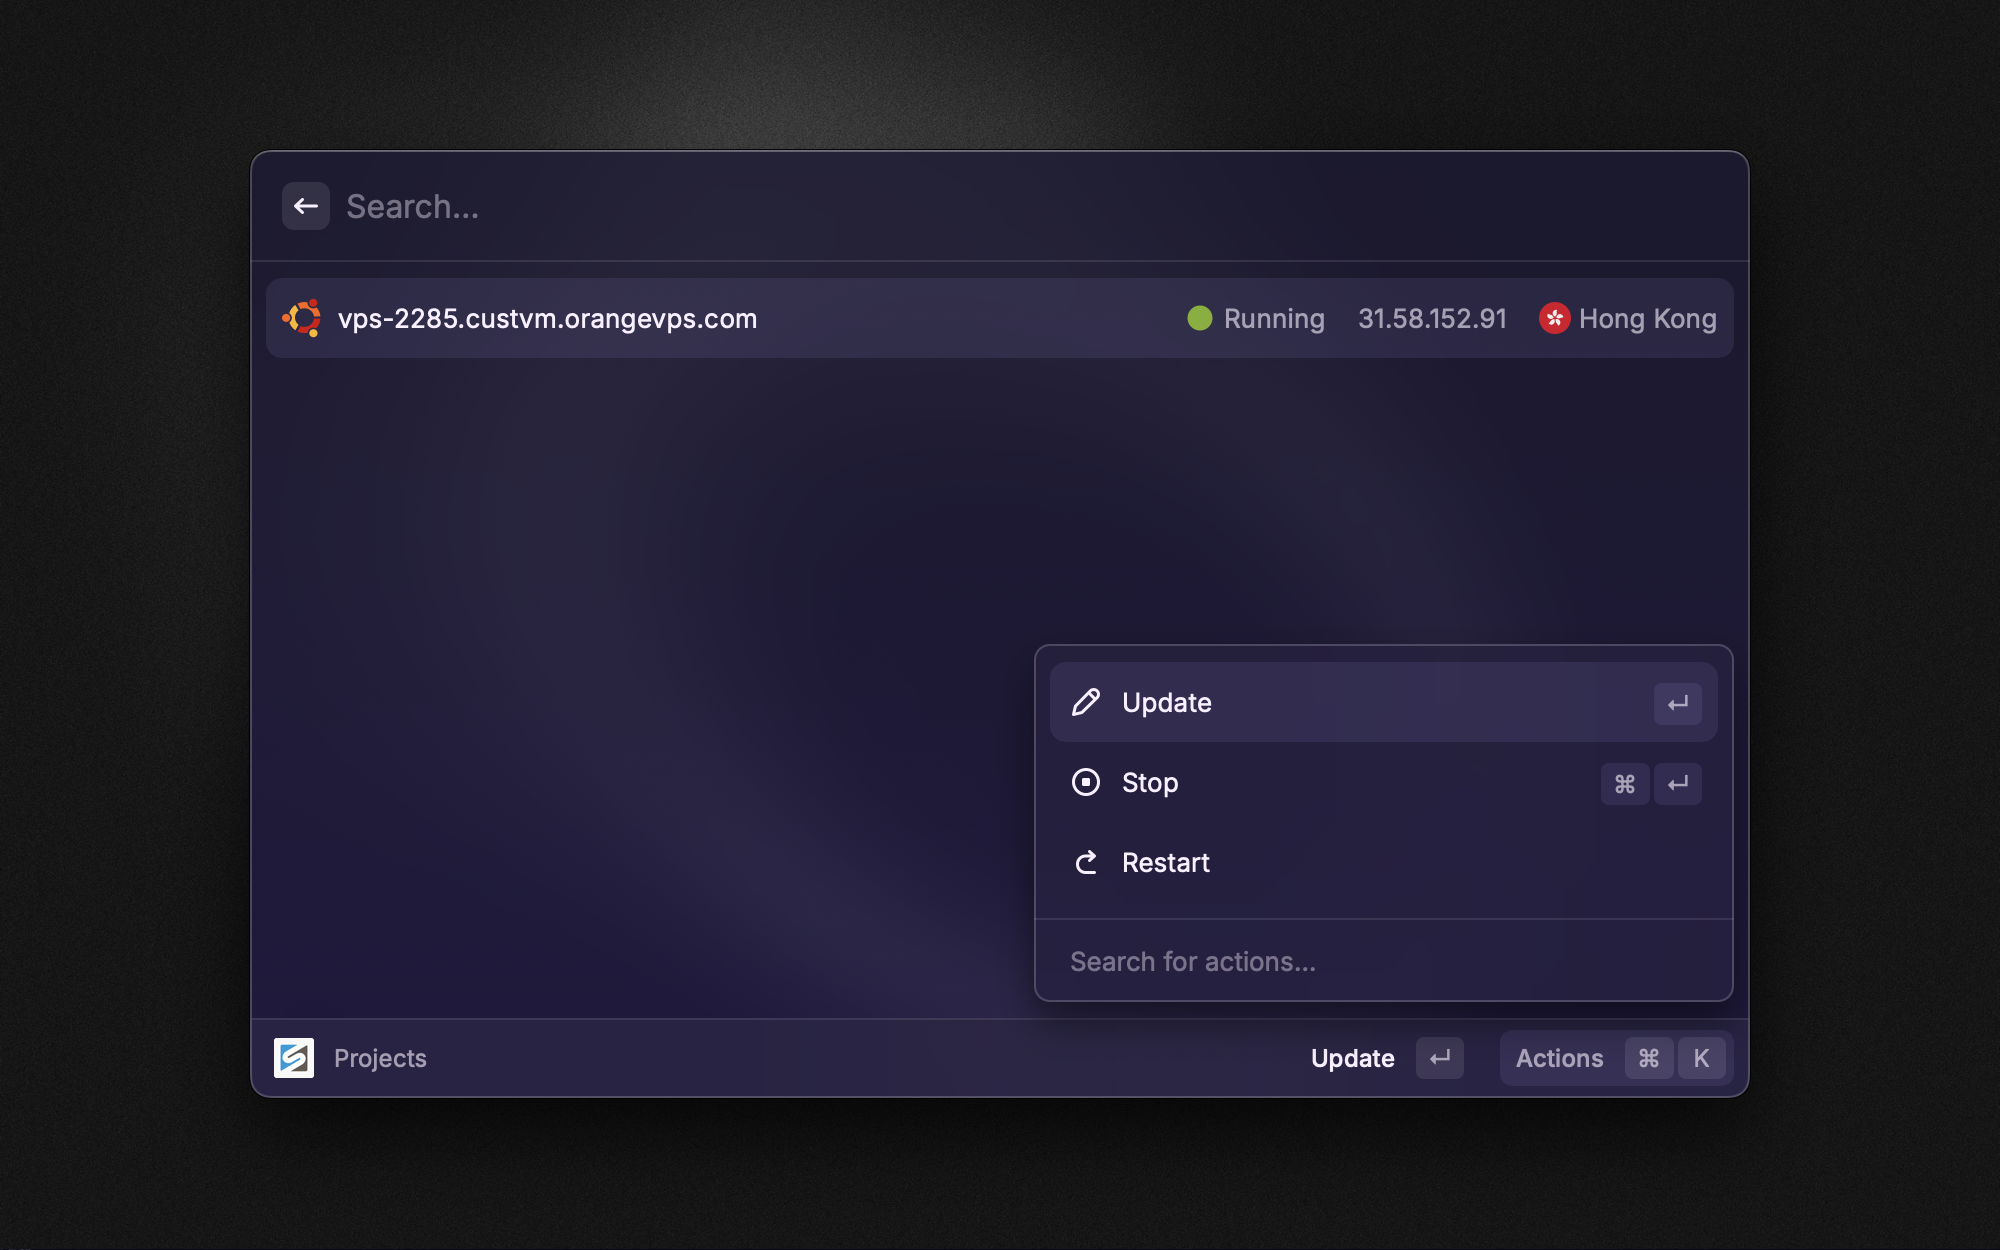 Search...
vps-2285.custvm.orangevps.com Running 31.58.152.91 Hong Kong
Update ↵
Stop ⌘ ↵
Restart
Search for actions...
Projects Update ↵ Actions ⌘ K